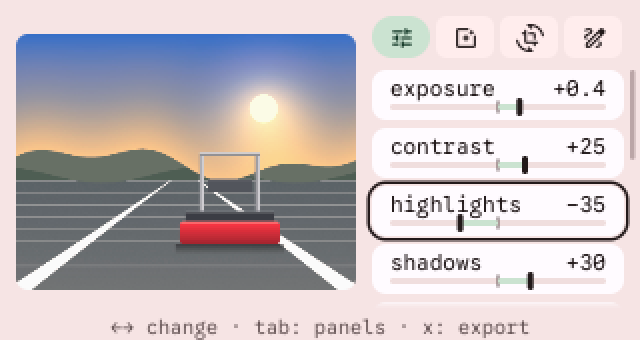 exposure +0.4
contrast +25
highlights −35
shadows +30
↔ change · tab: panels · x: export